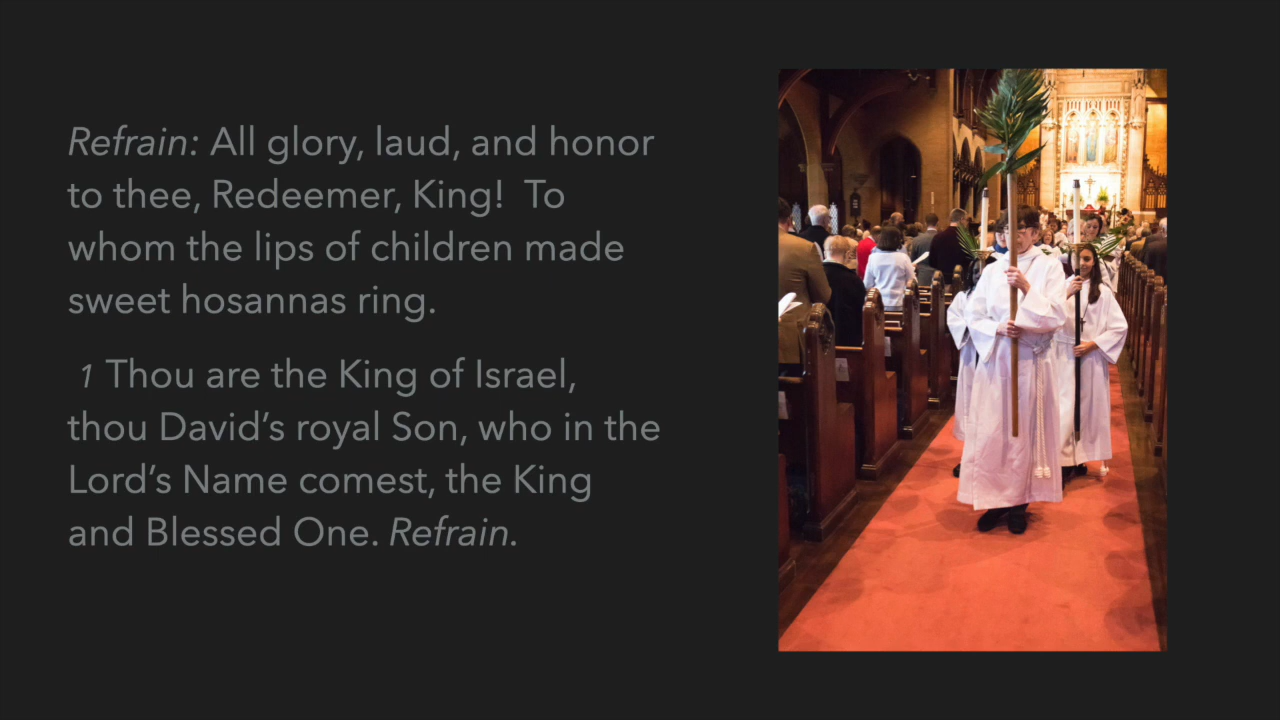 Refrain: All glory, laud, and honor
to thee, Redeemer, King!  To
whom the lips of children made
sweet hosannas ring.
1 Thou are the King of Israel,
thou David’s royal Son, who in the
Lord’s Name comest, the King
and Blessed One. Refrain.